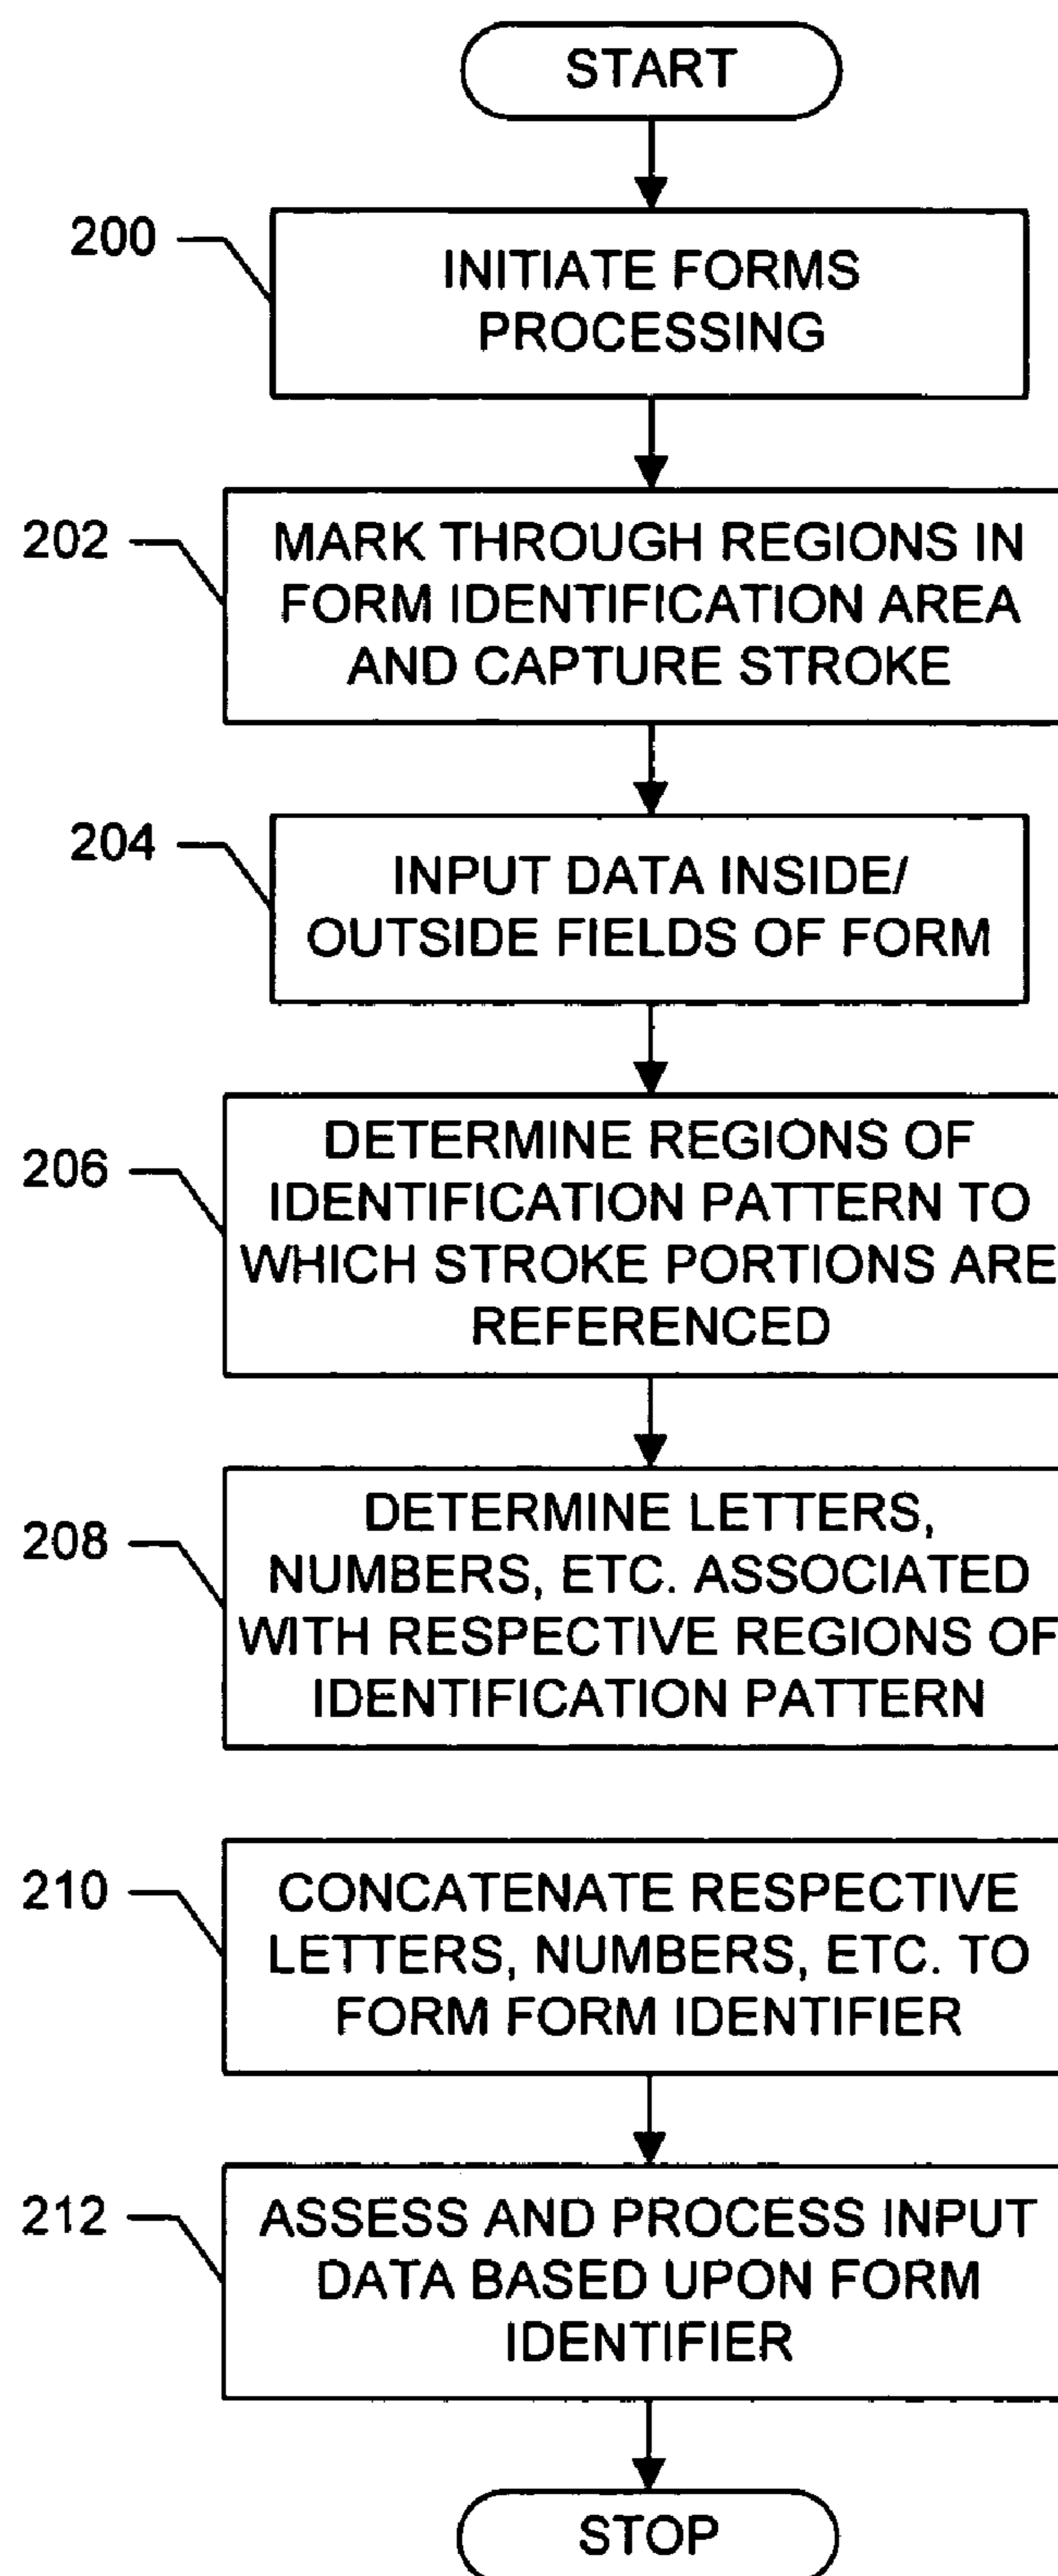 START
200
INITIATE FORMS
PROCESSING
202
MARK THROUGH REGIONS IN
FORM IDENTIFICATION AREA
AND CAPTURE STROKE
204
INPUT DATA INSIDE/
OUTSIDE FIELDS OF FORM
206
DETERMINE REGIONS OF
IDENTIFICATION PATTERN TO
WHICH STROKE PORTIONS ARE
REFERENCED
208
DETERMINE LETTERS,
NUMBERS, ETC. ASSOCIATED
WITH RESPECTIVE REGIONS OF
IDENTIFICATION PATTERN
210
CONCATENATE RESPECTIVE
LETTERS, NUMBERS, ETC. TO
FORM FORM IDENTIFIER
212
ASSESS AND PROCESS INPUT
DATA BASED UPON FORM
IDENTIFIER
STOP